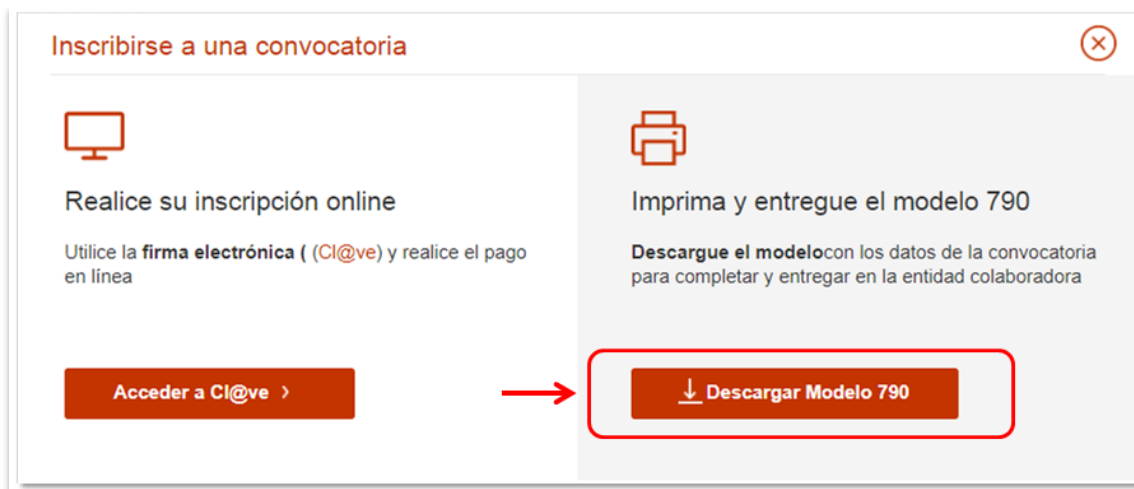 Inscribirse a una convocatoria
Realice su inscripción online
Utilice la firma electrónica ( (Cl@ve) y realice el pago
en línea
Acceder a Cl@ve >
Imprima y entregue el modelo 790
Descargue el modelocon los datos de la convocatoria
para completar y entregar en la entidad colaboradora
Descargar Modelo 790